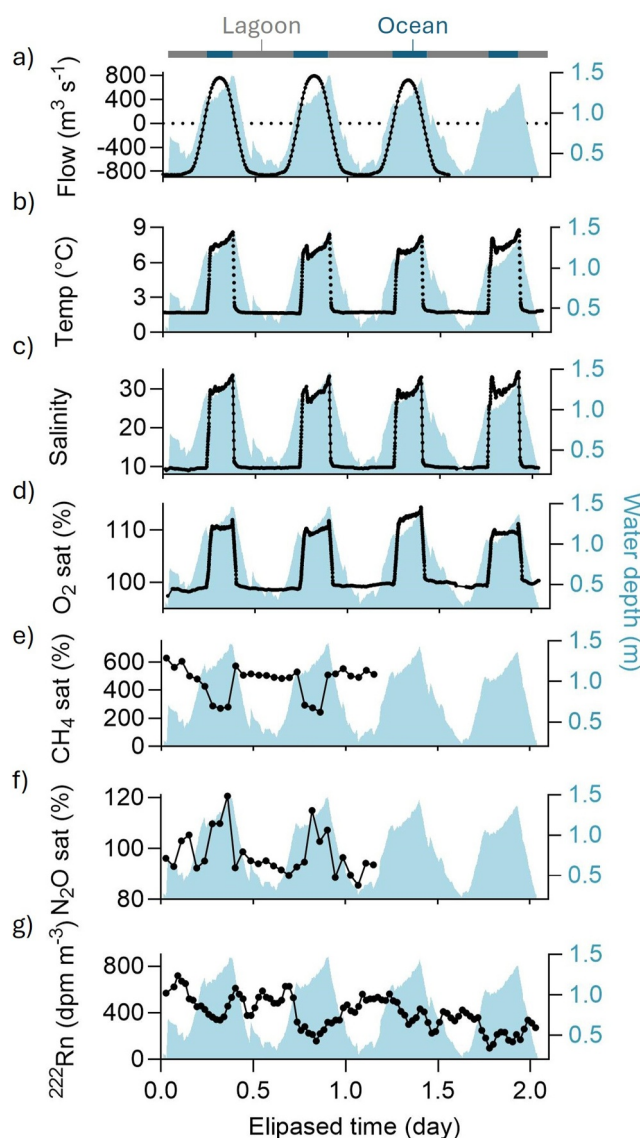 Lagoon Ocean
a)
Flow (m³ s⁻¹)
800
400
0
-400
-800
1.5
1.0
0.5
b)
Temp (°C)
9
6
3
0
1.5
1.0
0.5
c)
Salinity
30
20
10
1.5
1.0
0.5
d)
O₂ sat (%)
110
100
1.5
1.0
0.5
Water depth (m)
e)
CH₄ sat (%)
600
400
200
0
1.5
1.0
0.5
f)
N₂O sat (%)
120
100
80
1.5
1.0
0.5
g)
²²²Rn (dpm m⁻³)
800
400
0
1.5
1.0
0.5
0.0 0.5 1.0 1.5 2.0
Elipased time (day)